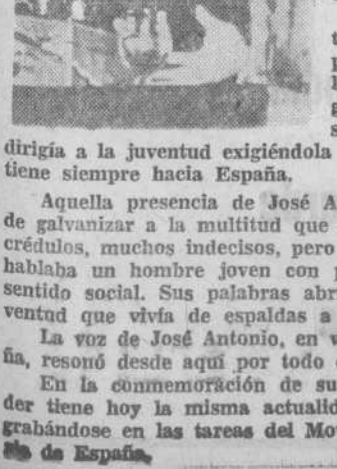 dirigía a la juventud exigiéndola
tiene siempre hacia España.
Aquella presencia de José A
de galvanizar a la multitud que
crédulos, muchos indecisos, pero
hablaba un hombre joven con
sentido social. Sus palabras abr
ventud que vivía de espaldas a
La voz de José Antonio, en v
ña, resonó desde aquí por todo
En la conmemoración de su
der tiene hoy la misma actualid
grabándose en las tareas del Mo
de España.